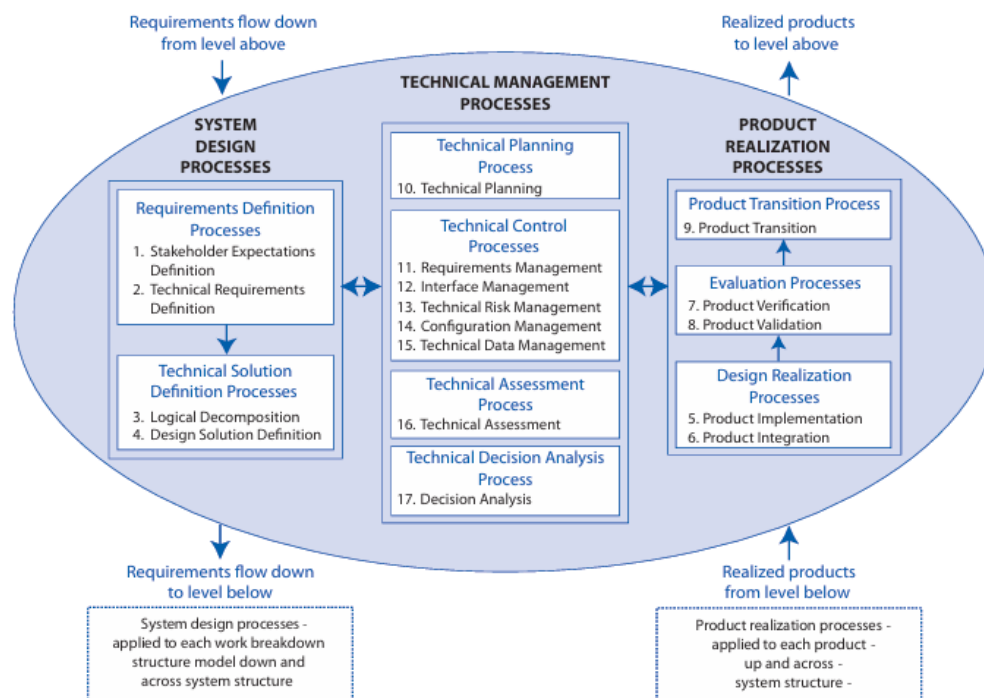 Requirements flow down
from level above
Realized products
to level above
TECHNICAL MANAGEMENT
PROCESSES
SYSTEM
DESIGN
PROCESSES
Requirements Definition
Processes
1. Stakeholder Expectations
Definition
2. Technical Requirements
Definition
Technical Solution
Definition Processes
3. Logical Decomposition
4. Design Solution Definition
Technical Planning
Process
10. Technical Planning
Technical Control
Processes
11. Requirements Management
12. Interface Management
13. Technical Risk Management
14. Configuration Management
15. Technical Data Management
Technical Assessment
Process
16. Technical Assessment
Technical Decision Analysis
Process
17. Decision Analysis
PRODUCT
REALIZATION
PROCESSES
Product Transition Process
9. Product Transition
Evaluation Processes
7. Product Verification
8. Product Validation
Design Realization
Processes
5. Product Implementation
6. Product Integration
Requirements flow down
to level below
Realized products
from level below
System design processes -
applied to each work breakdown
structure model down and
across system structure
Product realization processes -
applied to each product -
up and across -
system structure -